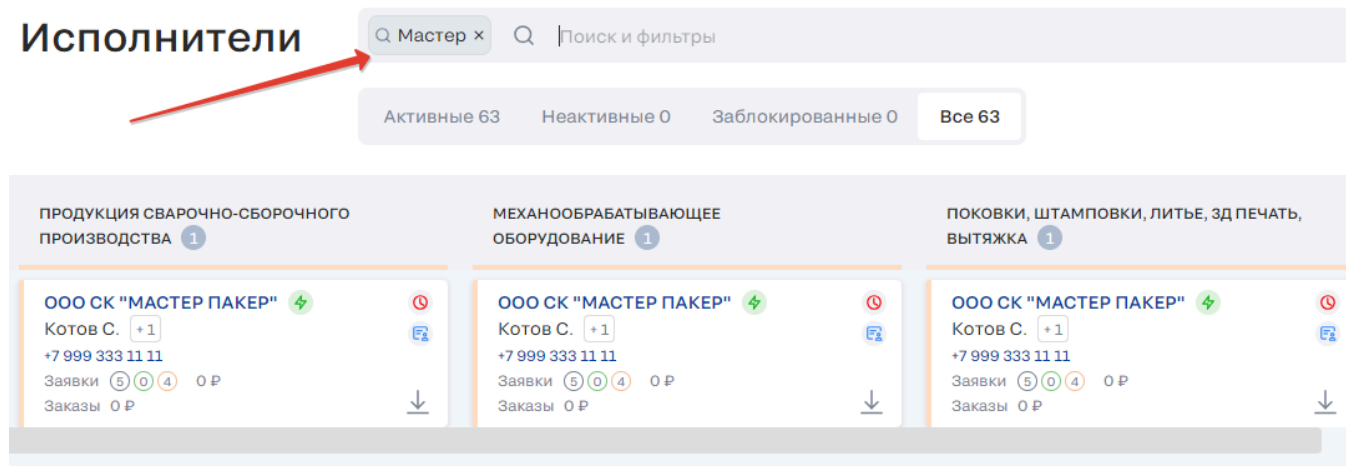 Исполнители
Мастер × Поиск и фильтры
Активные 63 Неактивные 0 Заблокированные 0 Все 63
ПРОДУКЦИЯ СВАРОЧНО-СБОРОЧНОГО
ПРОИЗВОДСТВА 1
МЕХАНООБРАБАТЫВАЮЩЕЕ
ОБОРУДОВАНИЕ 1
ПОКОВКИ, ШТАМПОВКИ, ЛИТЬЕ, 3Д ПЕЧАТЬ,
ВЫТЯЖКА 1
ООО СК "МАСТЕР ПАКЕР"
Котов С. +1
+7 999 333 11 11
Заявки 5 0 4 0 ₽
Заказы 0 ₽
ООО СК "МАСТЕР ПАКЕР"
Котов С. +1
+7 999 333 11 11
Заявки 5 0 4 0 ₽
Заказы 0 ₽
ООО СК "МАСТЕР ПАКЕР"
Котов С. +1
+7 999 333 11 11
Заявки 5 0 4 0 ₽
Заказы 0 ₽